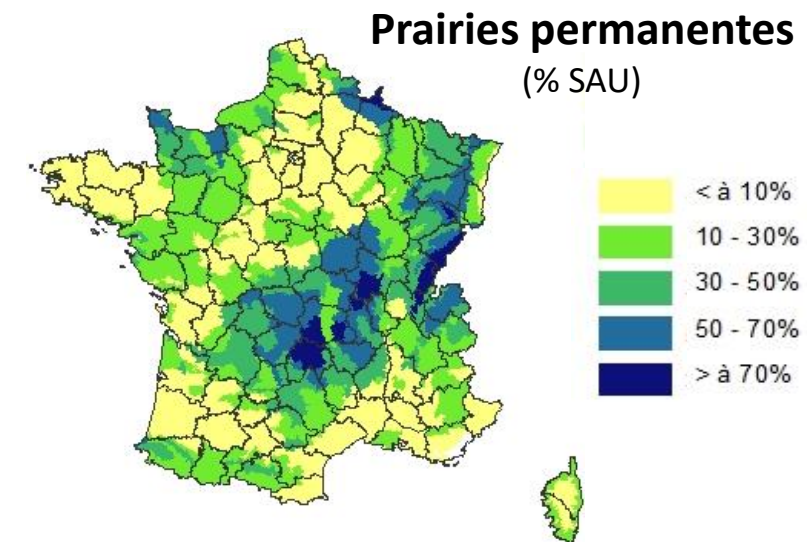 Prairies permanentes
(% SAU)
< à 10%
10 - 30%
30 - 50%
50 - 70%
> à 70%